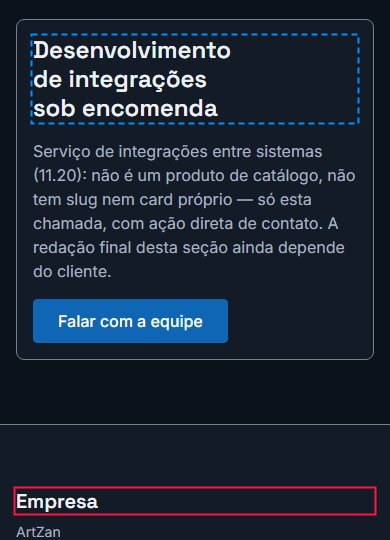 Desenvolvimento
de integrações
sob encomenda
Serviço de integrações entre sistemas
(11.20): não é um produto de catálogo, não
tem slug nem card próprio — só esta
chamada, com ação direta de contato. A
redação final desta seção ainda depende
do cliente.
Falar com a equipe
Empresa
ArtZan